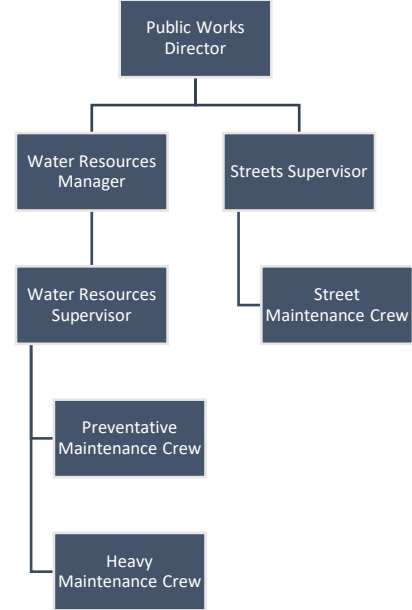 Public Works
Director
Water Resources
Manager
Streets Supervisor
Water Resources
Supervisor
Street
Maintenance Crew
Preventative
Maintenance Crew
Heavy
Maintenance Crew